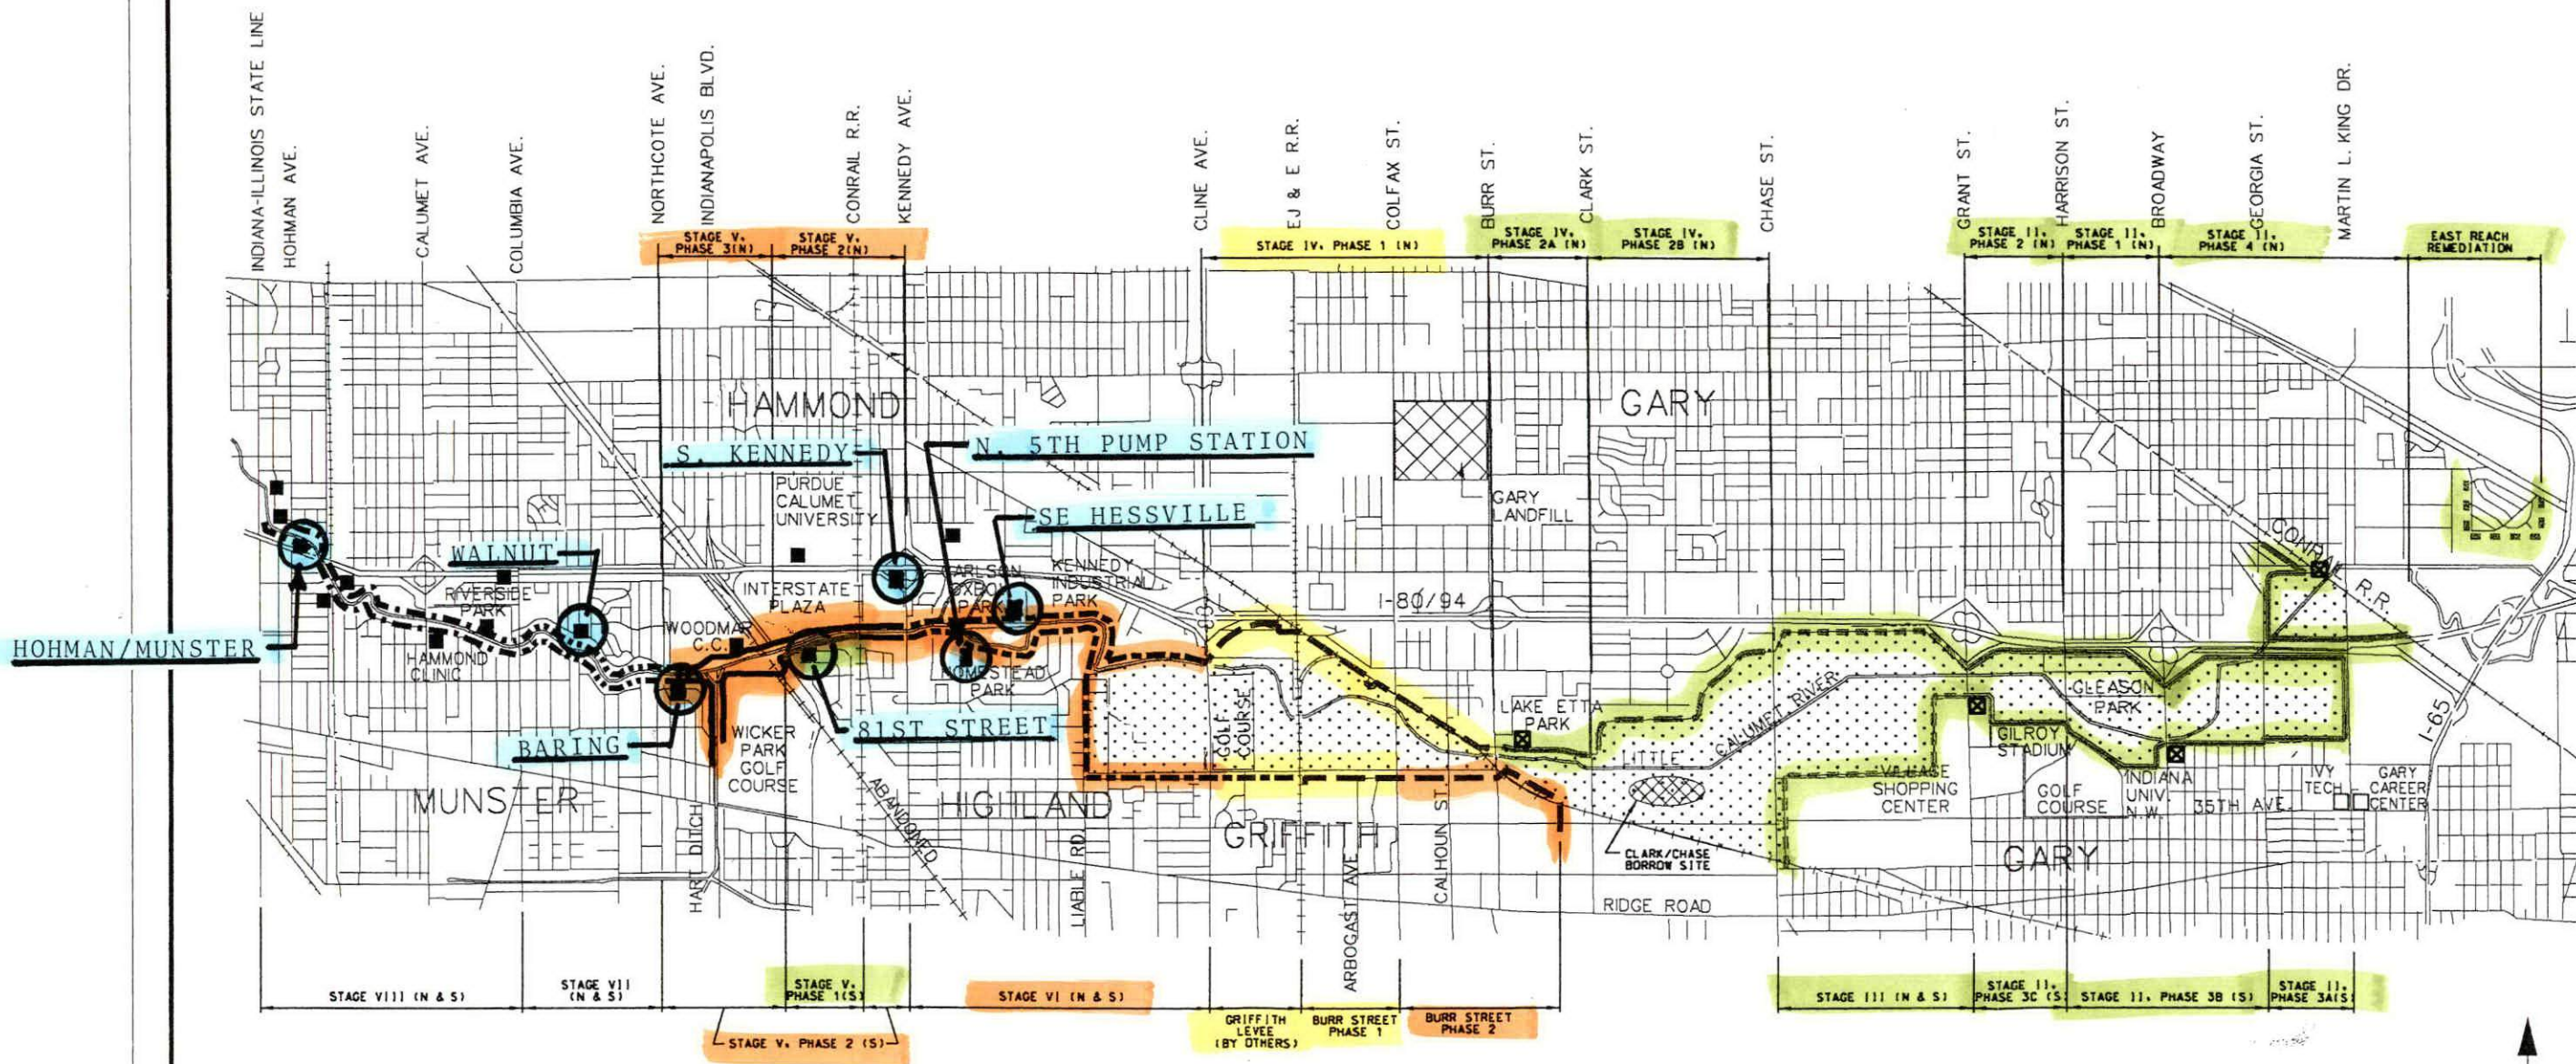 INDIANA-ILLINOIS STATE LINE
HOHMAN AVE.
CALUMET AVE.
COLUMBIA AVE.
NORTHCOTE AVE.
INDIANAPOLIS BLVD.
CONRAIL R.R.
KENNEDY AVE.
CLINE AVE.
EJ & E R.R.
COLFAX ST.
BURR ST.
CLARK ST.
CHASE ST.
GRANT ST.
HARRISON ST.
BROADWAY
GEORGIA ST.
MARTIN L. KING DR.
STAGE V.
PHASE 3(N)
STAGE V.
PHASE 2(N)
STAGE IV. PHASE 1 (N)
STAGE IV.
PHASE 2A (N)
STAGE IV.
PHASE 2B (N)
STAGE II.
PHASE 2 (N)
STAGE II.
PHASE 1 (N)
STAGE II.
PHASE 4 (N)
EAST REACH
REMEDIATION
HAMMOND
GARY
S. KENNEDY
N. 5TH PUMP STATION
PURDUE
CALUMET
UNIVERSITY
SE HESSVILLE
GARY
LANDFILL
WALNUT
RIVERSIDE
PARK
INTERSTATE
PLAZA
CARLSON
OXBOW
PARK
KENNEDY
INDUSTRIAL
PARK
I-80/94
CONRAIL R.R.
HOHMAN/MUNSTER
HAMMOND
CLINIC
WOODMAR
C.C.
HOMESTEAD
PARK
GOLF
COURSE
LAKE ETTA
PARK
LITTLE
CALUMET RIVER
GLEASON
PARK
GILROY
STADIUM
I-65
BARING
81ST STREET
WICKER
PARK
GOLF
COURSE
MUNSTER
HIGHLAND
GRIFFITH
ABANDONED
HART DITCH
LIABLE RD.
ARBOGAST AVE
CALHOUN ST.
CLARK/CHASE
BORROW SITE
VILLAGE
SHOPPING
CENTER
GOLF
COURSE
INDIANA
UNIV.
N.W.
35TH AVE.
IVY
TECH
GARY
CAREER
CENTER
GARY
RIDGE ROAD
STAGE VIII (N & S)
STAGE VII
(N & S)
STAGE V.
PHASE 1(S)
STAGE V. PHASE 2 (S)
STAGE VI (N & S)
GRIFFITH
LEVEE
(BY OTHERS)
BURR STREET
PHASE 1
BURR STREET
PHASE 2
STAGE III (N & S)
STAGE II.
PHASE 3C (S)
STAGE II. PHASE 3B (S)
STAGE II.
PHASE 3A(S)